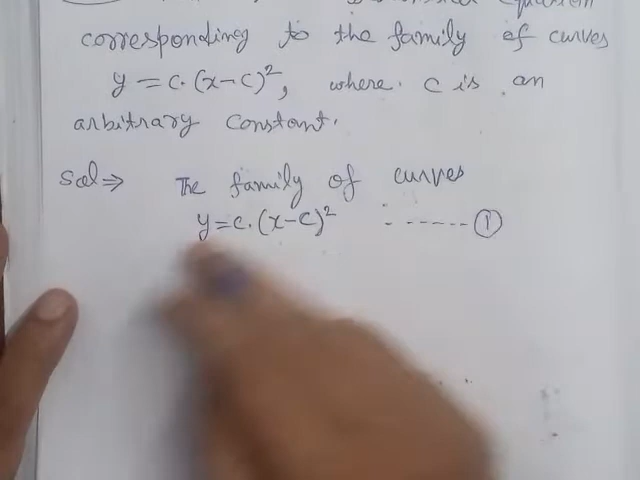 equation
corresponding to the family of curves
y = c.(x-c)², where. c is an
arbitrary constant.
Sol⇒ The family of curves
y=c.(x-c)² ------- ①